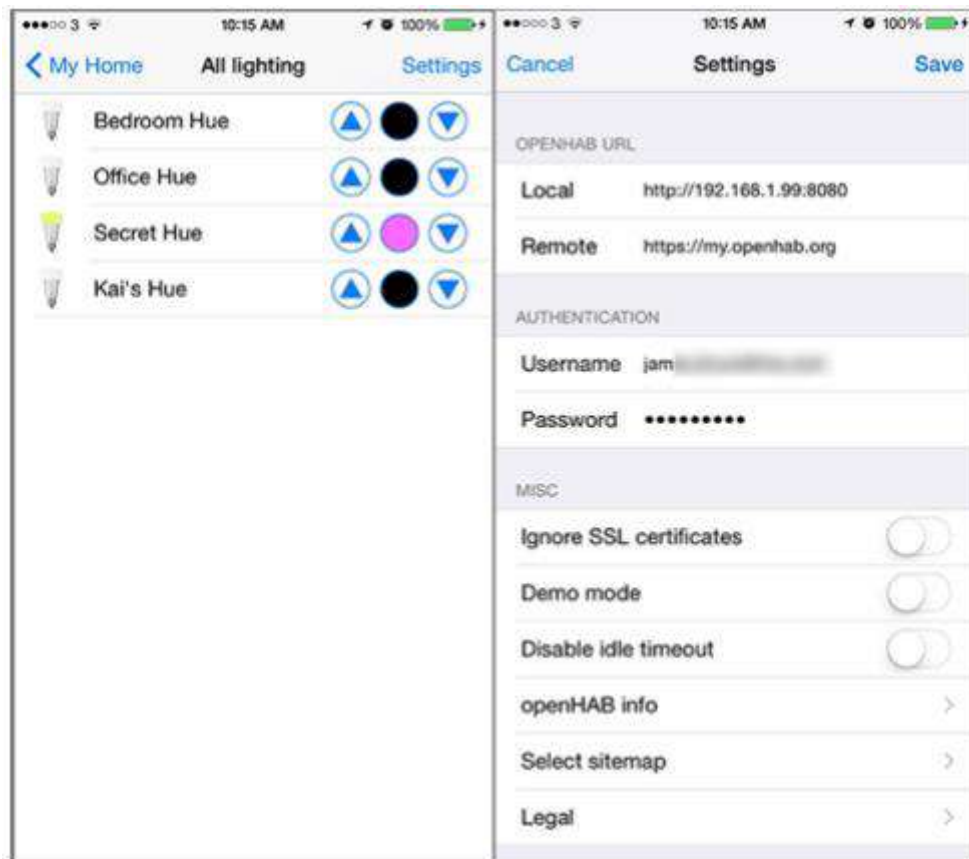 3 10:15 AM 100%
My Home All lighting Settings
Bedroom Hue
Office Hue
Secret Hue
Kai's Hue
3 10:15 AM 100%
Cancel Settings Save
OPENHAB URL
Local http://192.168.1.99:8080
Remote https://my.openhab.org
AUTHENTICATION
Username jam
Password •••••••••
MISC
Ignore SSL certificates
Demo mode
Disable idle timeout
openHAB info
Select sitemap
Legal